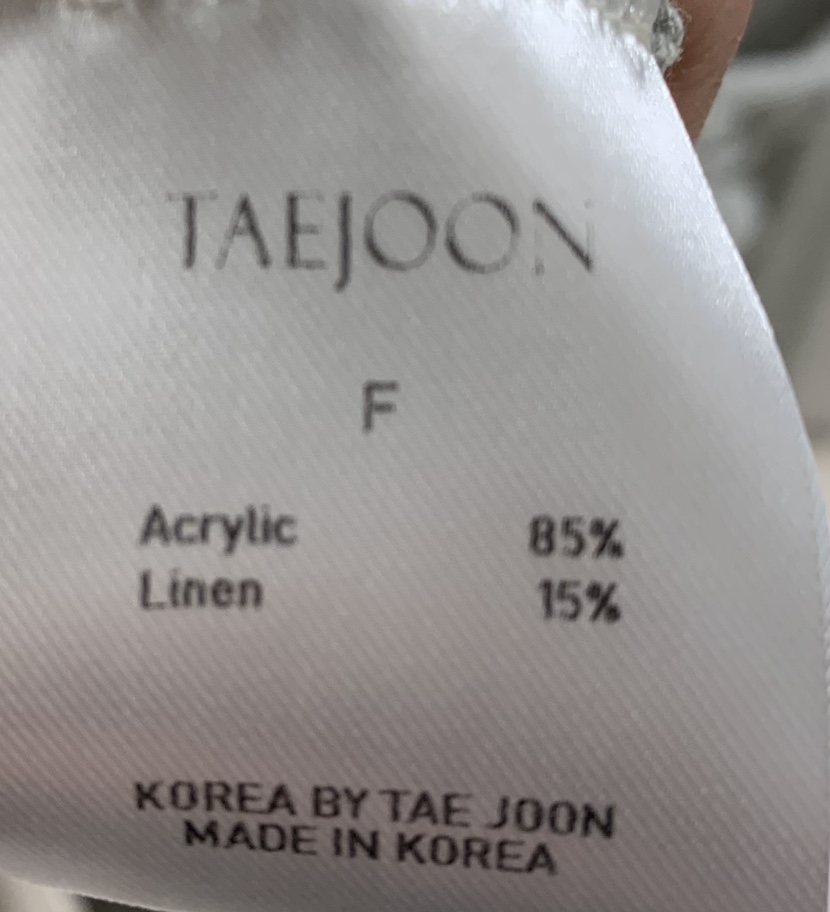 TAEJOON
F
Acrylic 85%
Linen 15%
KOREA BY TAE JOON
MADE IN KOREA